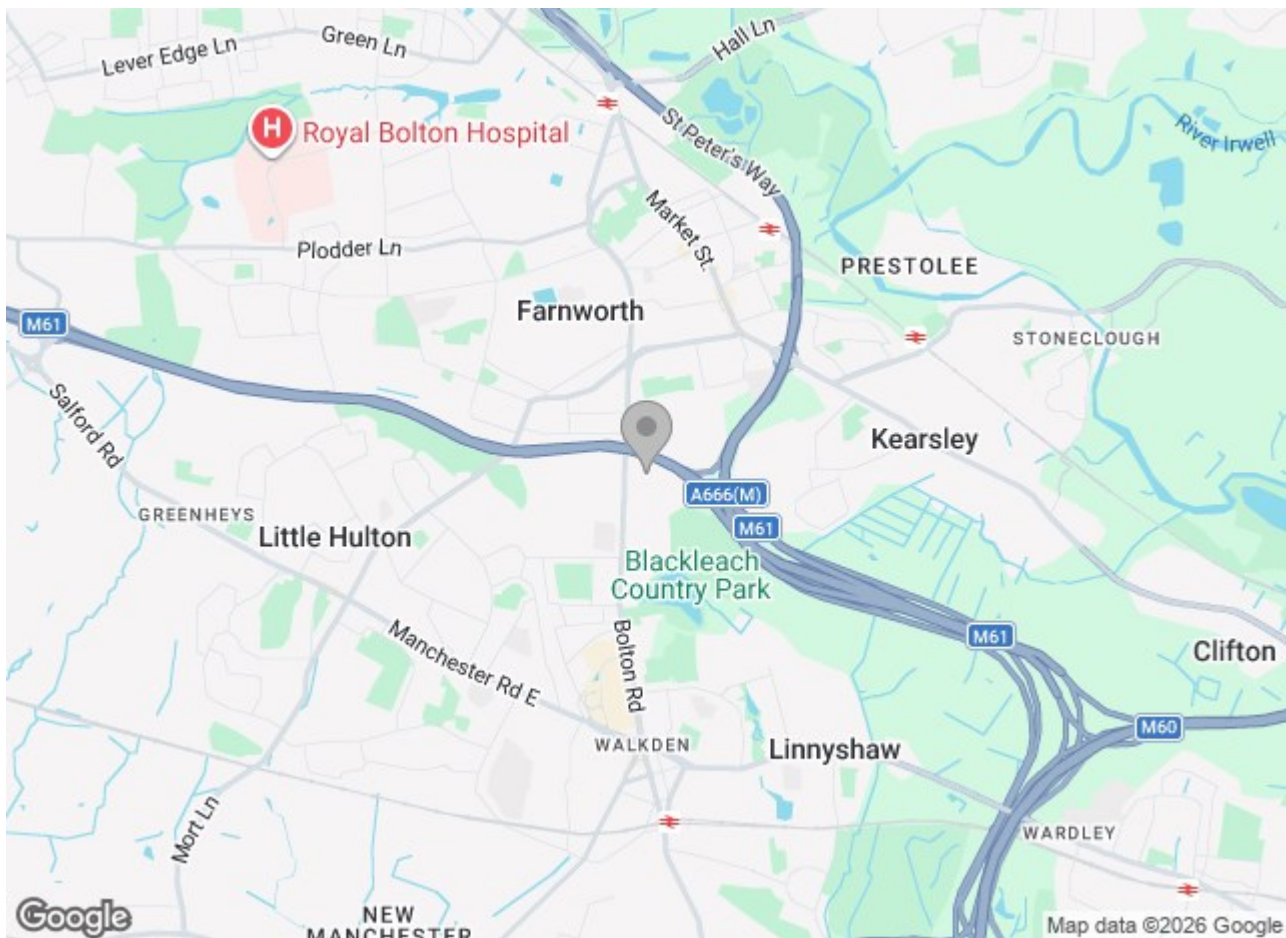 Lever Edge Ln
Green Ln
Hall Ln
H
Royal Bolton Hospital
St Peter's Way
River Irwell
Market St.
Plodder Ln
PRESTOLEE
Farnworth
M61
STONECLOUGH
Salford Rd
Kearsley
A666(M)
GREENHEYS
M61
Little Hulton
Blackleach
Country Park
M61
Bolton Rd
Manchester Rd E
Clifton
M60
WALKDEN
Linnyshaw
Mort Ln
WARDLEY
NEW
MANCHESTER
Google
Map data ©2026 Google